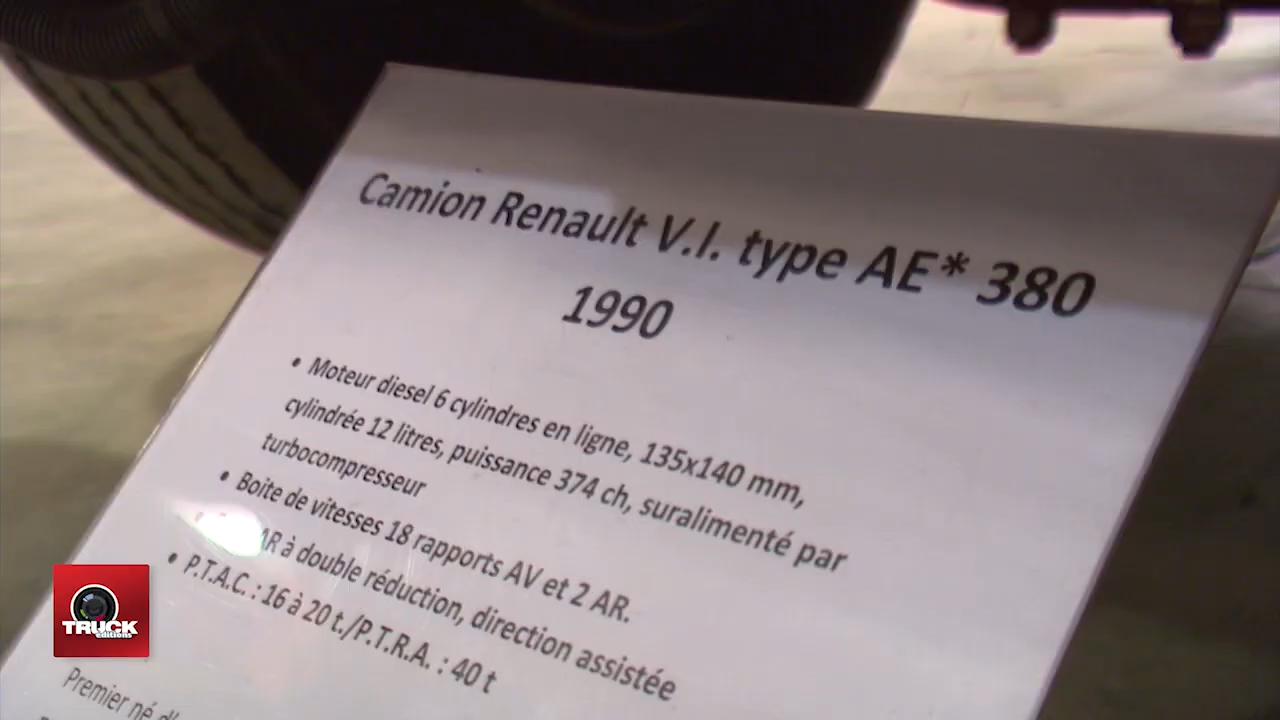 Camion Renault V.I. type AE* 380
1990
• Moteur diesel 6 cylindres en ligne, 135x140 mm,
cylindrée 12 litres, puissance 374 ch, suralimenté par
turbocompresseur
• Boite de vitesses 18 rapports AV et 2 AR.
• AR à double réduction, direction assistée
• P.T.A.C. : 16 à 20 t./P.T.R.A. : 40 t
Premier né
TRUCK
editions